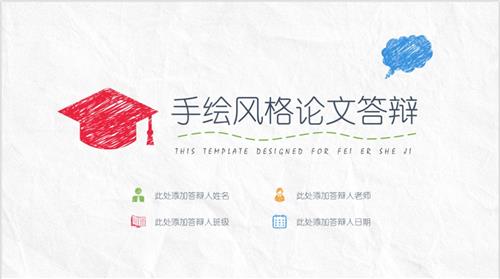 手绘风格论文答辩
THIS TEMPLATE DESIGNED FOR FEI ER SHE JI
此处添加答辩人姓名
此处添加答辩人老师
此处添加答辩人班级
此处添加答辩人日期